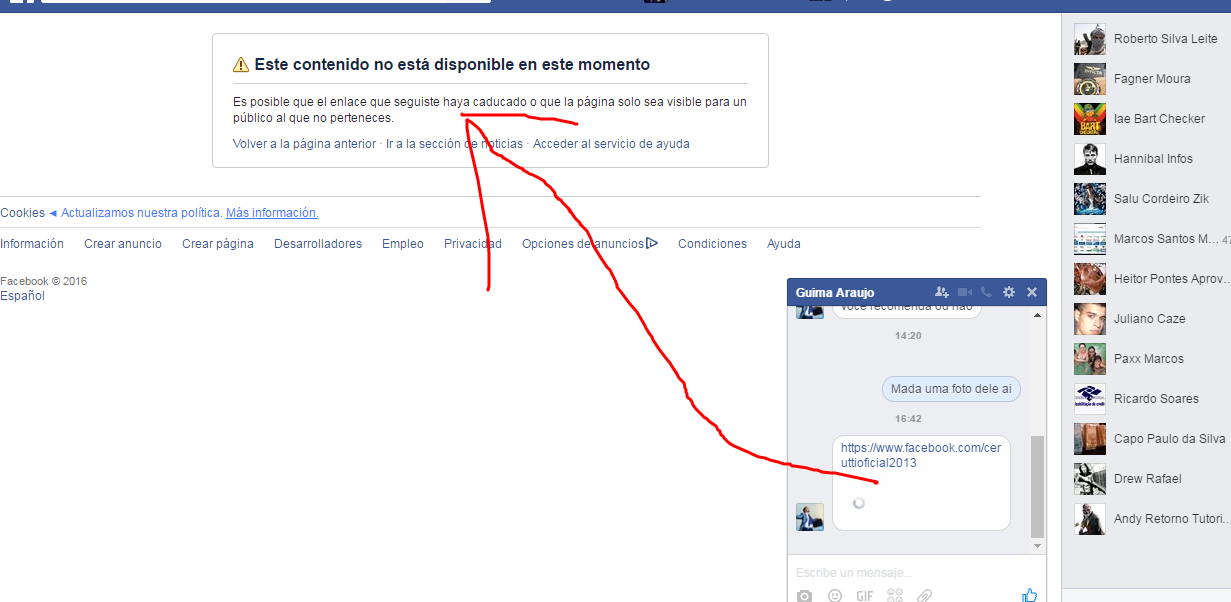 Este contenido no está disponible en este momento
Es posible que el enlace que seguiste haya caducado o que la página solo sea visible para un
público al que no perteneces.
Volver a la página anterior · Ir a la sección de noticias · Acceder al servicio de ayuda
Cookies ◄ Actualizamos nuestra política. Más información.
Información Crear anuncio Crear página Desarrolladores Empleo Privacidad Opciones de anuncios Condiciones Ayuda
Facebook © 2016
Español
Guima Araujo
voce recomenda ou não
14:20
Mada uma foto dele ai
16:42
https://www.facebook.com/cer
uttioficial2013
Escribe un mensaje...
GIF
Roberto Silva Leite
Fagner Moura
Iae Bart Checker
Hannibal Infos
Salu Cordeiro Zik
Marcos Santos M... 47
Heitor Pontes Aprov...
Juliano Caze
Paxx Marcos
Ricardo Soares
Capo Paulo da Silva
Drew Rafael
Andy Retorno Tutori...